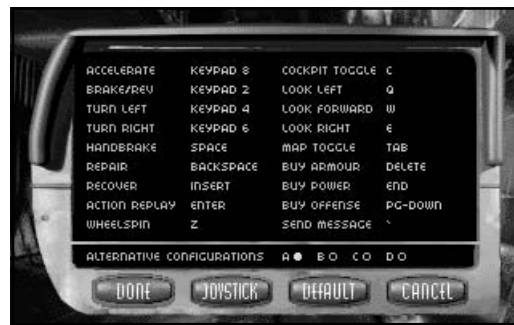 ACCELERATE KEYPAD 8 COCKPIT TOGGLE C
BRAKE/REV KEYPAD 2 LOOK LEFT Q
TURN LEFT KEYPAD 4 LOOK FORWARD W
TURN RIGHT KEYPAD 6 LOOK RIGHT E
HANDBRAKE SPACE MAP TOGGLE TAB
REPAIR BACKSPACE BUY ARMOUR DELETE
RECOVER INSERT BUY POWER END
ACTION REPLAY ENTER BUY OFFENSE PG-DOWN
WHEELSPIN Z SEND MESSAGE `
ALTERNATIVE CONFIGURATIONS A B C D
DONE JOYSTICK DEFAULT CANCEL